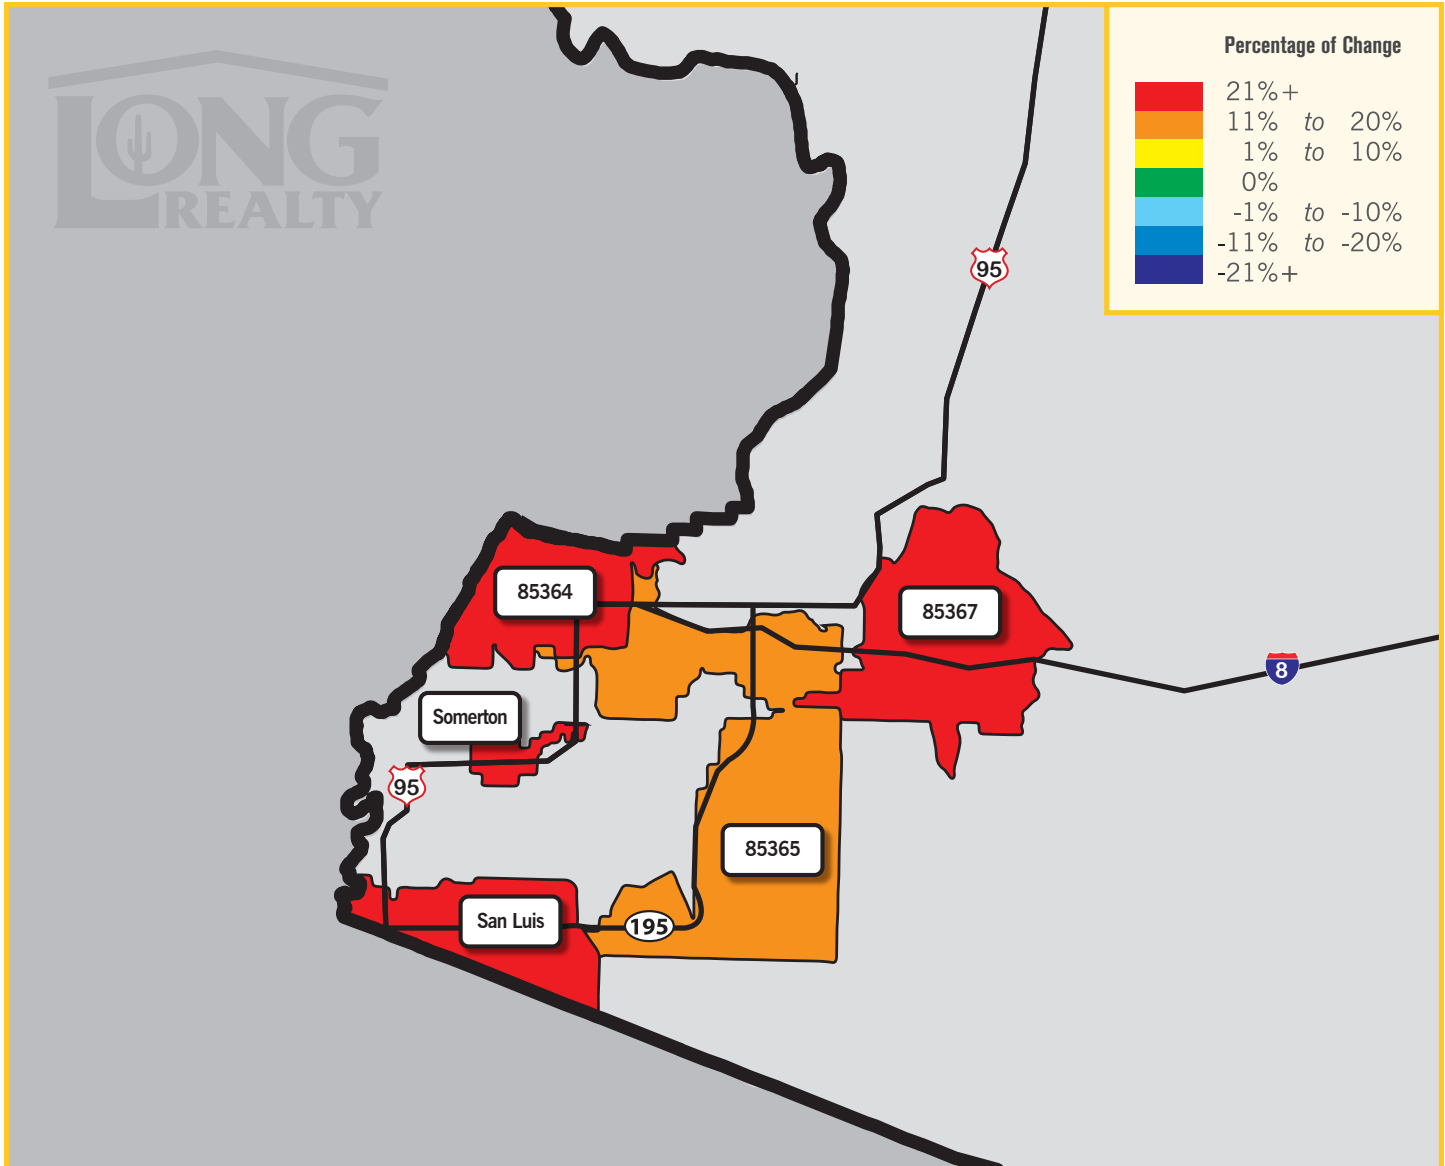 LONG
REALTY
Percentage of Change
21%+
11% to 20%
1% to 10%
0%
-1% to -10%
-11% to -20%
-21%+
95
85364
85367
8
Somerton
95
85365
San Luis
195